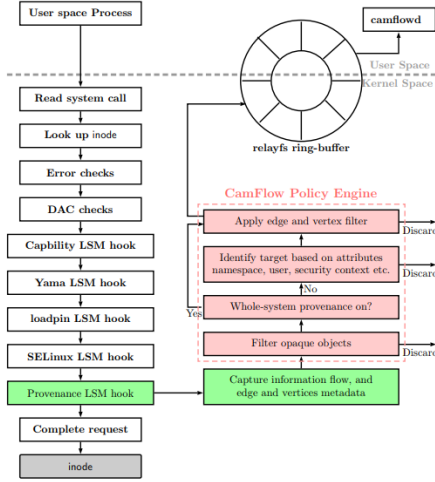 User space Process
camflowd
User Space
Kernel Space
Read system call
Look up inode
Error checks
DAC checks
Capbility LSM hook
Yama LSM hook
loadpin LSM hook
SELinux LSM hook
Provenance LSM hook
Complete request
inode
relayfs ring-buffer
CamFlow Policy Engine
Apply edge and vertex filter
Discard
Identify target based on attributes
namespace, user, security context etc.
Discard
No
Yes
Whole-system provenance on?
Filter opaque objects
Discard
Capture information flow, and
edge and vertices metadata